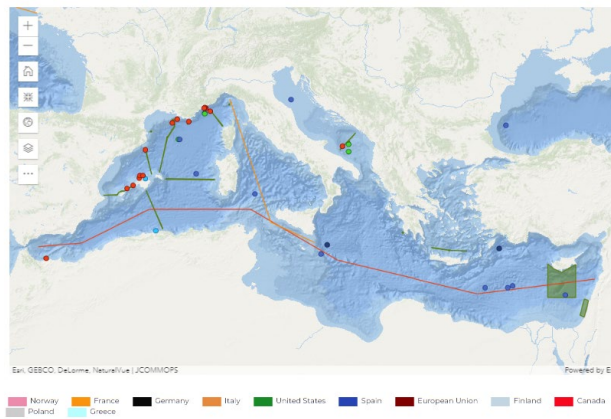 Esri, GEBCO, DeLorme, NaturalVue | JCOMMOPS
Powered by E
Norway France Germany Italy United States Spain European Union Finland Canada
Poland Greece